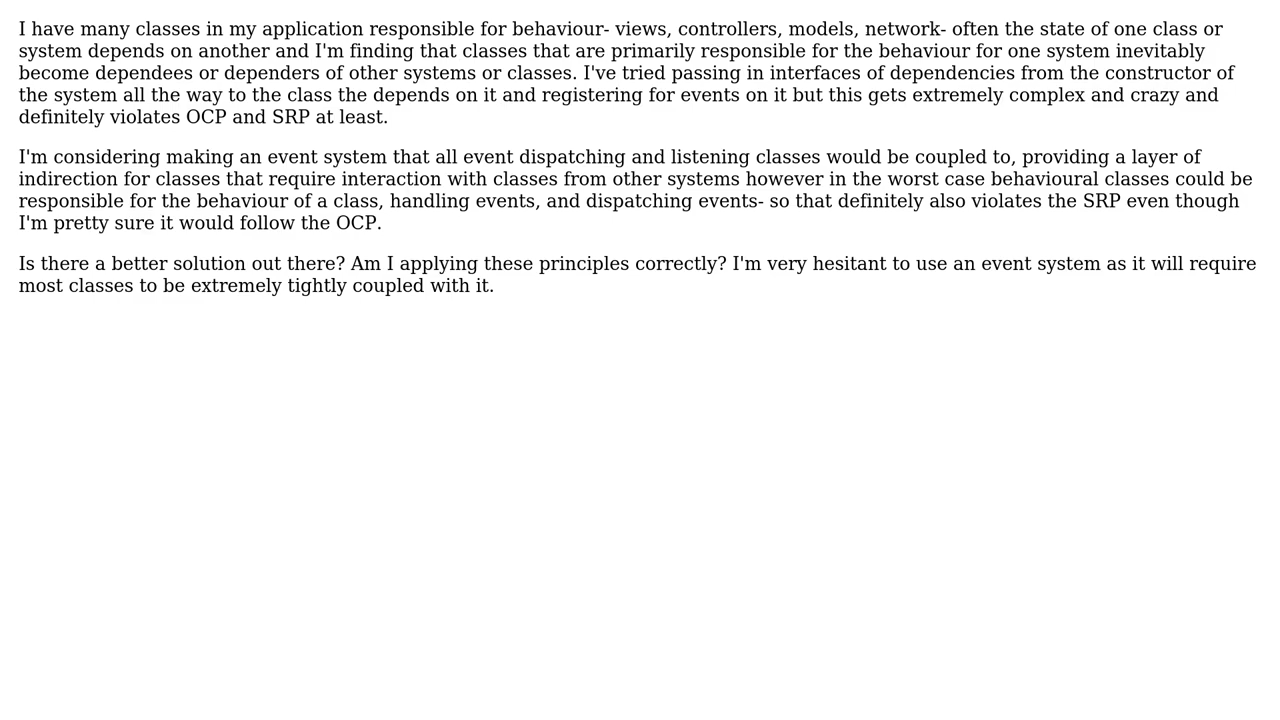 I have many classes in my application responsible for behaviour- views, controllers, models, network- often the state of one class or
system depends on another and I'm finding that classes that are primarily responsible for the behaviour for one system inevitably
become dependees or dependers of other systems or classes. I've tried passing in interfaces of dependencies from the constructor of
the system all the way to the class the depends on it and registering for events on it but this gets extremely complex and crazy and
definitely violates OCP and SRP at least.
I'm considering making an event system that all event dispatching and listening classes would be coupled to, providing a layer of
indirection for classes that require interaction with classes from other systems however in the worst case behavioural classes could be
responsible for the behaviour of a class, handling events, and dispatching events- so that definitely also violates the SRP even though
I'm pretty sure it would follow the OCP.
Is there a better solution out there? Am I applying these principles correctly? I'm very hesitant to use an event system as it will require
most classes to be extremely tightly coupled with it.